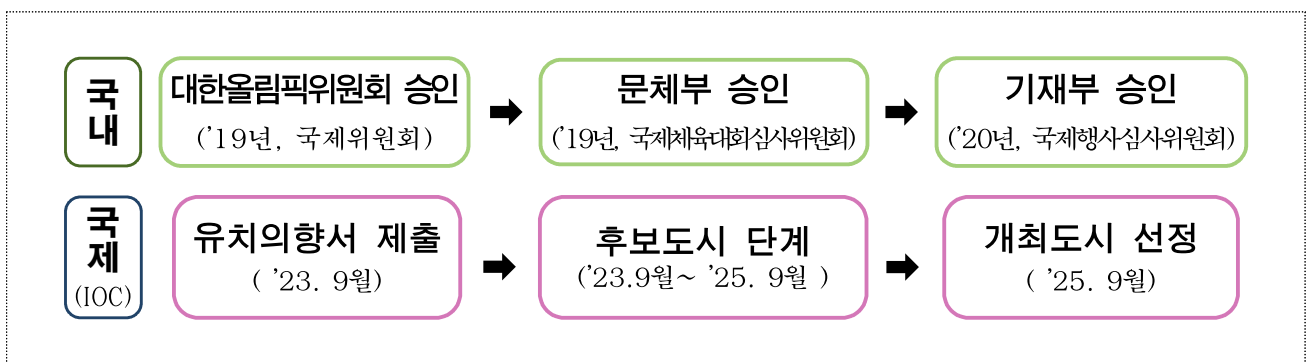 국내
대한올림픽위원회 승인
('19년, 국제위원회)
문체부 승인
('19년, 국제체육대회심사위원회)
기재부 승인
('20년, 국제행사심사위원회)
국제
(IOC)
유치의향서 제출
( '23. 9월)
후보도시 단계
('23.9월~ '25. 9월 )
개최도시 선정
( '25. 9월)